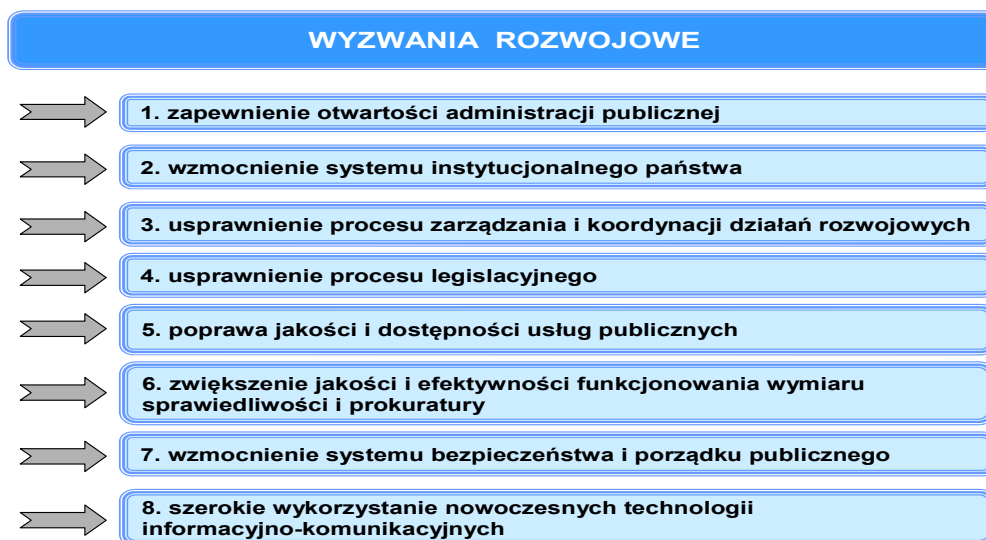 WYZWANIA ROZWOJOWE
1. zapewnienie otwartości administracji publicznej
2. wzmocnienie systemu instytucjonalnego państwa
3. usprawnienie procesu zarządzania i koordynacji działań rozwojowych
4. usprawnienie procesu legislacyjnego
5. poprawa jakości i dostępności usług publicznych
6. zwiększenie jakości i efektywności funkcjonowania wymiaru
sprawiedliwości i prokuratury
7. wzmocnienie systemu bezpieczeństwa i porządku publicznego
8. szerokie wykorzystanie nowoczesnych technologii
informacyjno-komunikacyjnych